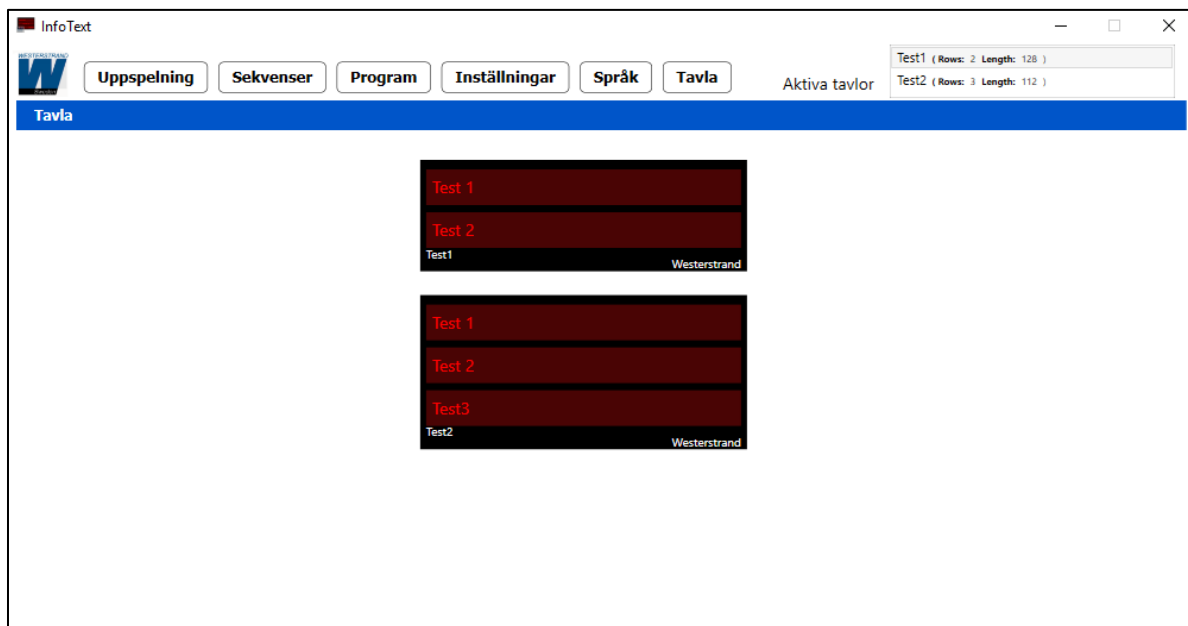 InfoText
WESTERSTRAND
W
Uppspelning Sekvenser Program Inställningar Språk Tavla
Aktiva tavlor
Test1 ( Rows: 2 Length: 128 )
Test2 ( Rows: 3 Length: 112 )
Tavla
Test 1
Test 2
Test1
Westerstrand
Test 1
Test 2
Test3
Test2
Westerstrand